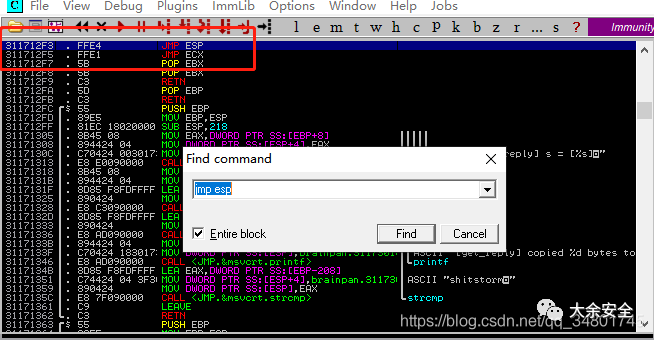 C View Debug Plugins ImmLib Options Window Help Jobs
l e m t w h c p k b z r ... s ? Immunity
311712F3 . FFE4 JMP ESP
311712F5 . FFE1 JMP ECX
311712F7 . 5B POP EBX
311712F8 . 5B POP EBX
311712F9 . C3 RETN
311712FA . 5D POP EBP
311712FB . C3 RETN
311712FC $ 55 PUSH EBP
311712FD . 89E5 MOV EBP,ESP
311712FF . 81EC 18020000 SUB ESP,218
31171305 . 8B45 08 MOV EAX,DWORD PTR SS:[EBP+8]
31171308 . 894424 04 MOV DWORD PTR SS:[ESP+4],EAX
3117130C . C70424 003017
_reply] s = [%s]
31171313 . E8 E0090000 CALL
31171318 . 8B45 08 MOV
3117131B . 894424 04 MOV
3117131F . 8D85 F8FDFFFF LEA
31171325 . 890424 MOV
31171328 . E8 C3090000 CALL
3117132D . 8D85 F8FDFFFF LEA
31171333 . 890424 MOV
31171336 . E8 AD090000 CALL
3117133B . 894424 04 MOV
3117133F . C70424 183017
ASCII "[get_reply] copied %d bytes to
31171346 . E8 AD090000 CALL <JMP.&msvcrt.printf>
printf
3117134B . 8D85 F8FDFFFF LEA EAX,DWORD PTR SS:[EBP-208]
31171351 . C74424 04 3F30 MOV DWORD PTR SS:[ESP+4],brainpan.311730
ASCII "shitstorm
31171359 . 890424 MOV DWORD PTR SS:[ESP],EAX
3117135C . E8 7F090000 CALL <JMP.&msvcrt.strcmp>
strcmp
31171361 . C9 LEAVE
31171362 . C3 RETN
31171363 $ 55 PUSH EBP
Find command
jmp esp
Entire block
Find
Cancel
大余安全
https://blog.csdn.net/qq_3480174